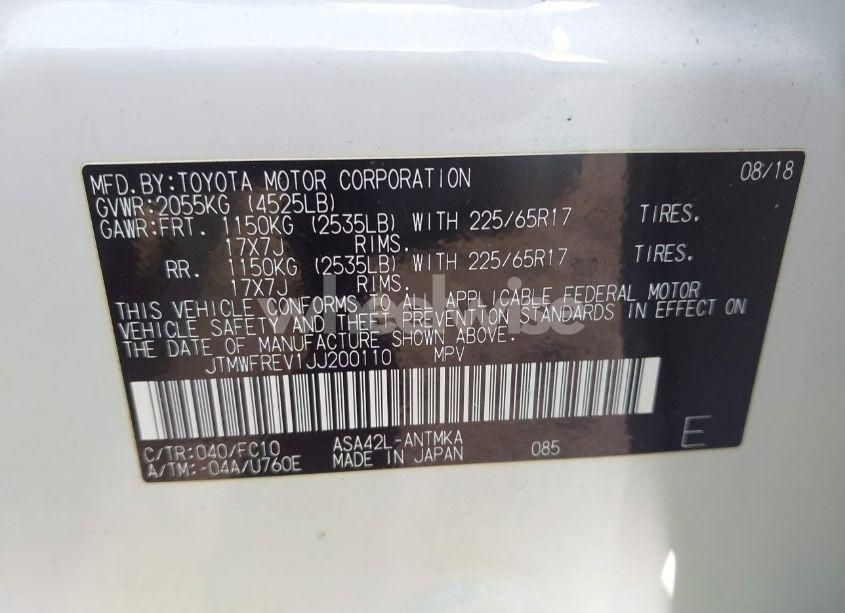 MFD.BY:TOYOTA MOTOR CORPORATION 08/18
GVWR:2055KG (4525LB)
GAWR:FRT. 1150KG (2535LB) WITH 225/65R17 TIRES.
17X7J RIMS.
RR. 1150KG (2535LB) WITH 225/65R17 TIRES.
17X7J RIMS.
THIS VEHICLE CONFORMS TO ALL APPLICABLE FEDERAL MOTOR
VEHICLE SAFETY AND THEFT PREVENTION STANDARDS IN EFFECT ON
THE DATE OF MANUFACTURE SHOWN ABOVE.
JTMWFREV1JJ200110 MPV
C/TR:040/FC10 ASA42L-ANTMKA 085 E
A/TM:-04A/U760E MADE IN JAPAN
wheelwise